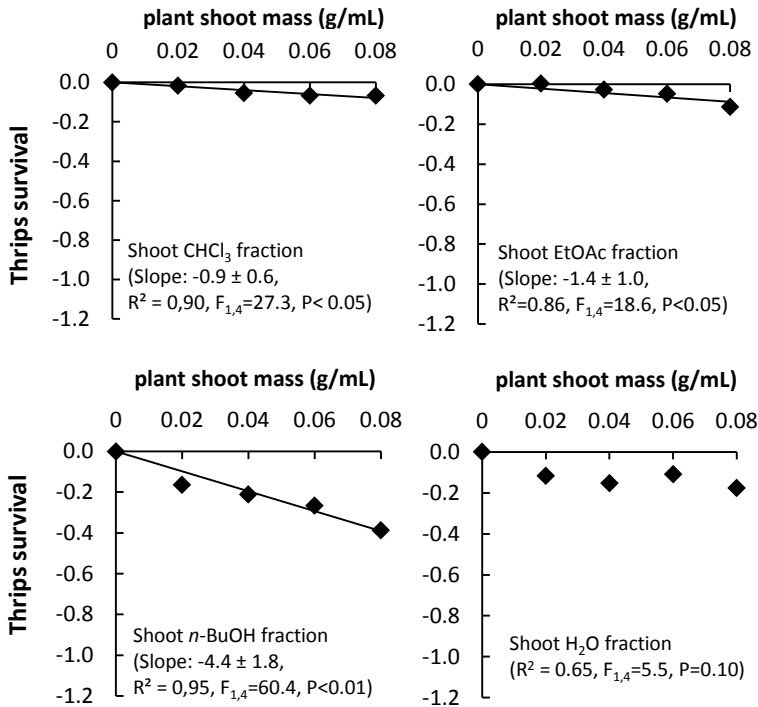 plant shoot mass (g/mL)
0 0.02 0.04 0.06 0.08
0.0
-0.2
-0.4
-0.6
-0.8
-1.0
-1.2
Thrips survival
Shoot CHCl₃ fraction
(Slope: -0.9 ± 0.6,
R² = 0,90, F₁,₄=27.3, P< 0.05)
plant shoot mass (g/mL)
0 0.02 0.04 0.06 0.08
0.0
-0.2
-0.4
-0.6
-0.8
-1.0
-1.2
Shoot EtOAc fraction
(Slope: -1.4 ± 1.0,
R²=0.86, F₁,₄=18.6, P<0.05)
plant shoot mass (g/mL)
0 0.02 0.04 0.06 0.08
0.0
-0.2
-0.4
-0.6
-0.8
-1.0
-1.2
Thrips survival
Shoot n-BuOH fraction
(Slope: -4.4 ± 1.8,
R² = 0,95, F₁,₄=60.4, P<0.01)
plant shoot mass (g/mL)
0 0.02 0.04 0.06 0.08
0.0
-0.2
-0.4
-0.6
-0.8
-1.0
-1.2
Shoot H₂O fraction
(R² = 0.65, F₁,₄=5.5, P=0.10)